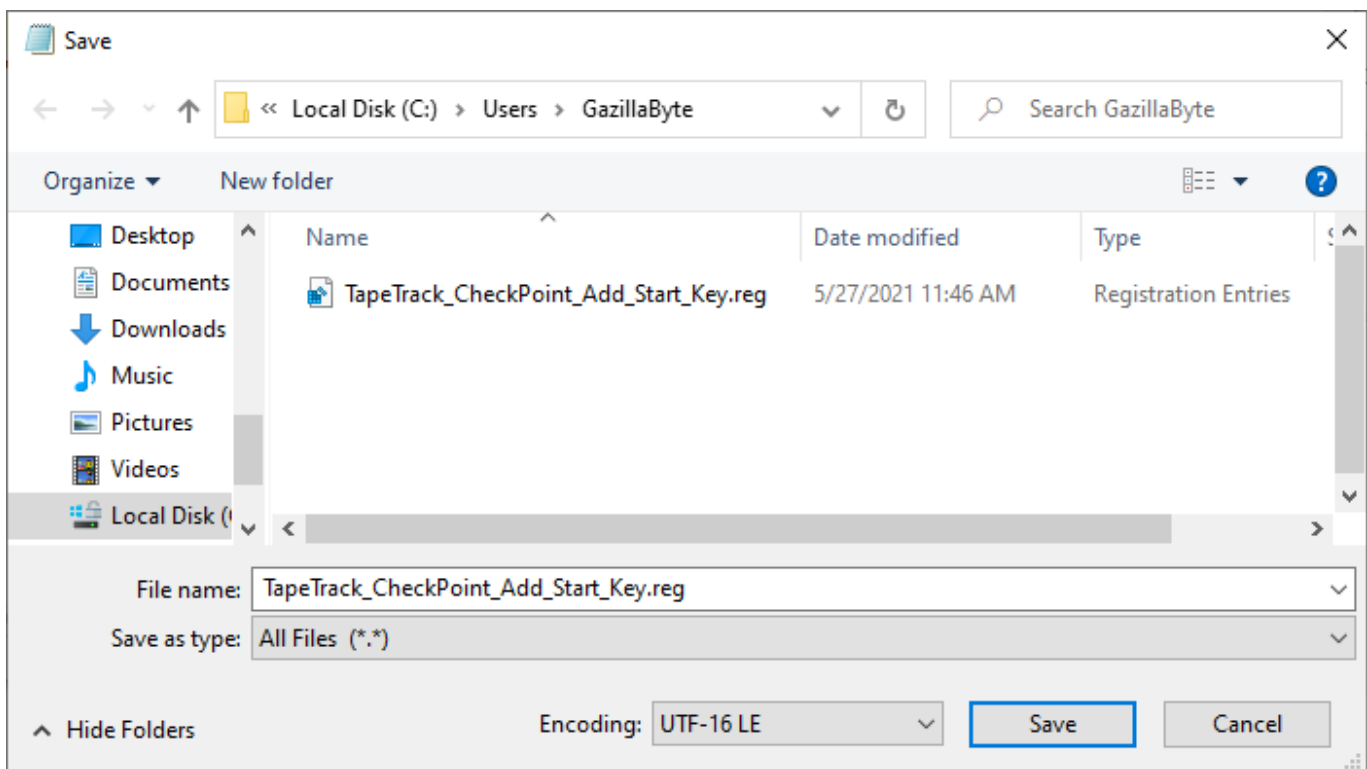 Save
« Local Disk (C:) > Users > GazillaByte
Search GazillaByte
Organize
New folder
Desktop
Documents
Downloads
Music
Pictures
Videos
Local Disk (
Name
Date modified
Type
TapeTrack_CheckPoint_Add_Start_Key.reg
5/27/2021 11:46 AM
Registration Entries
File name: TapeTrack_CheckPoint_Add_Start_Key.reg
Save as type: All Files (*.*)
Hide Folders
Encoding: UTF-16 LE
Save
Cancel